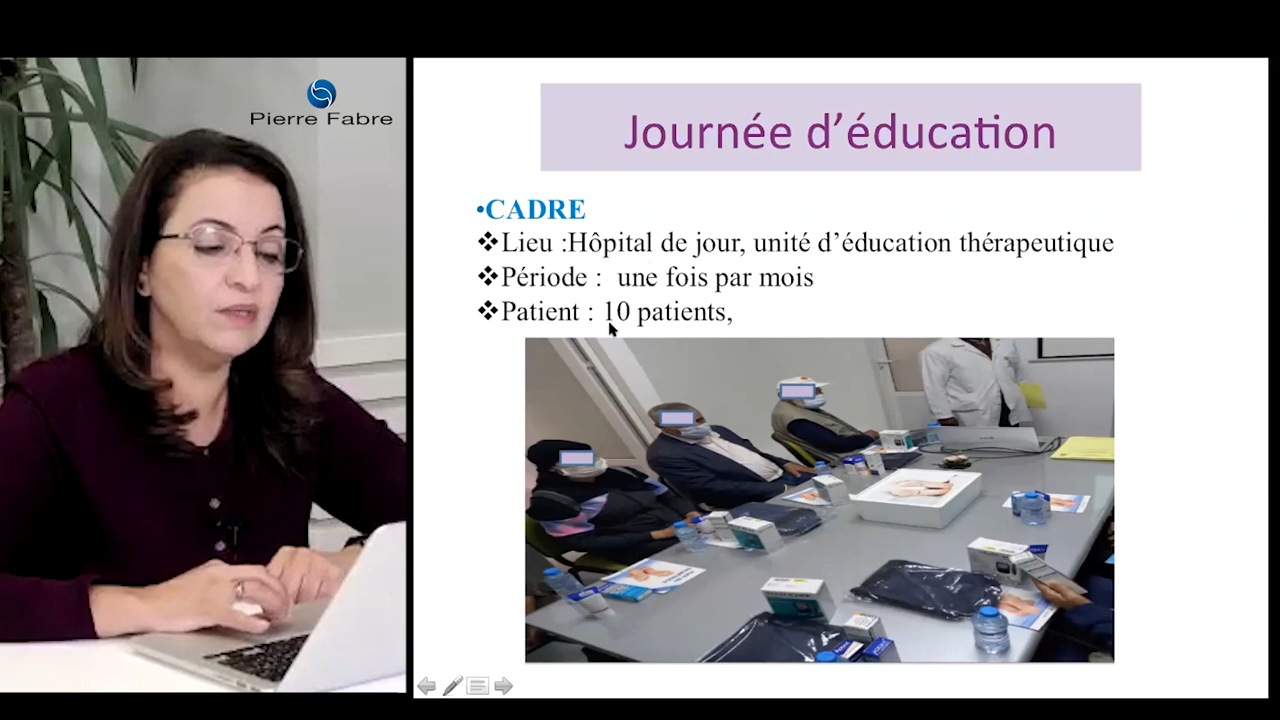 Pierre Fabre
Journée d'éducation
•CADRE
❖Lieu :Hôpital de jour, unité d'éducation thérapeutique
❖Période : une fois par mois
❖Patient : 10 patients,